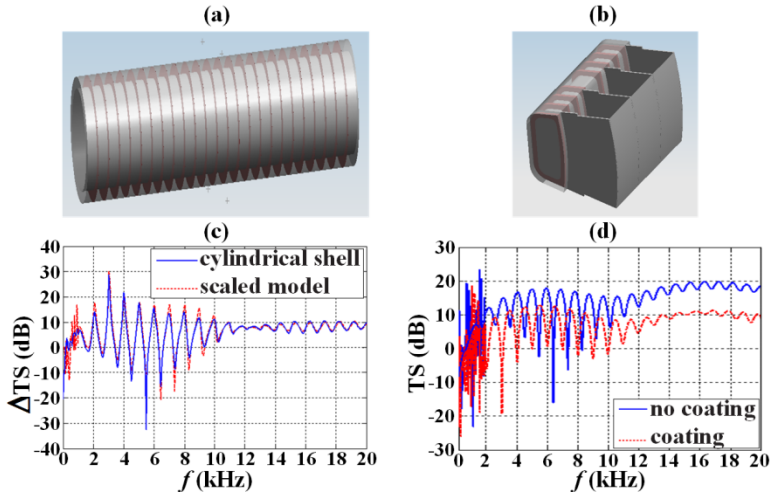 (a)
(b)
(c)
(d)
40
30
20
10
0
-10
-20
-30
-40
ΔTS (dB)
0 2 4 6 8 10 12 14 16 18 20
f (kHz)
cylindrical shell
scaled model
30
20
10
0
-10
-20
-30
TS (dB)
0 2 4 6 8 10 12 14 16 18 20
f (kHz)
no coating
coating